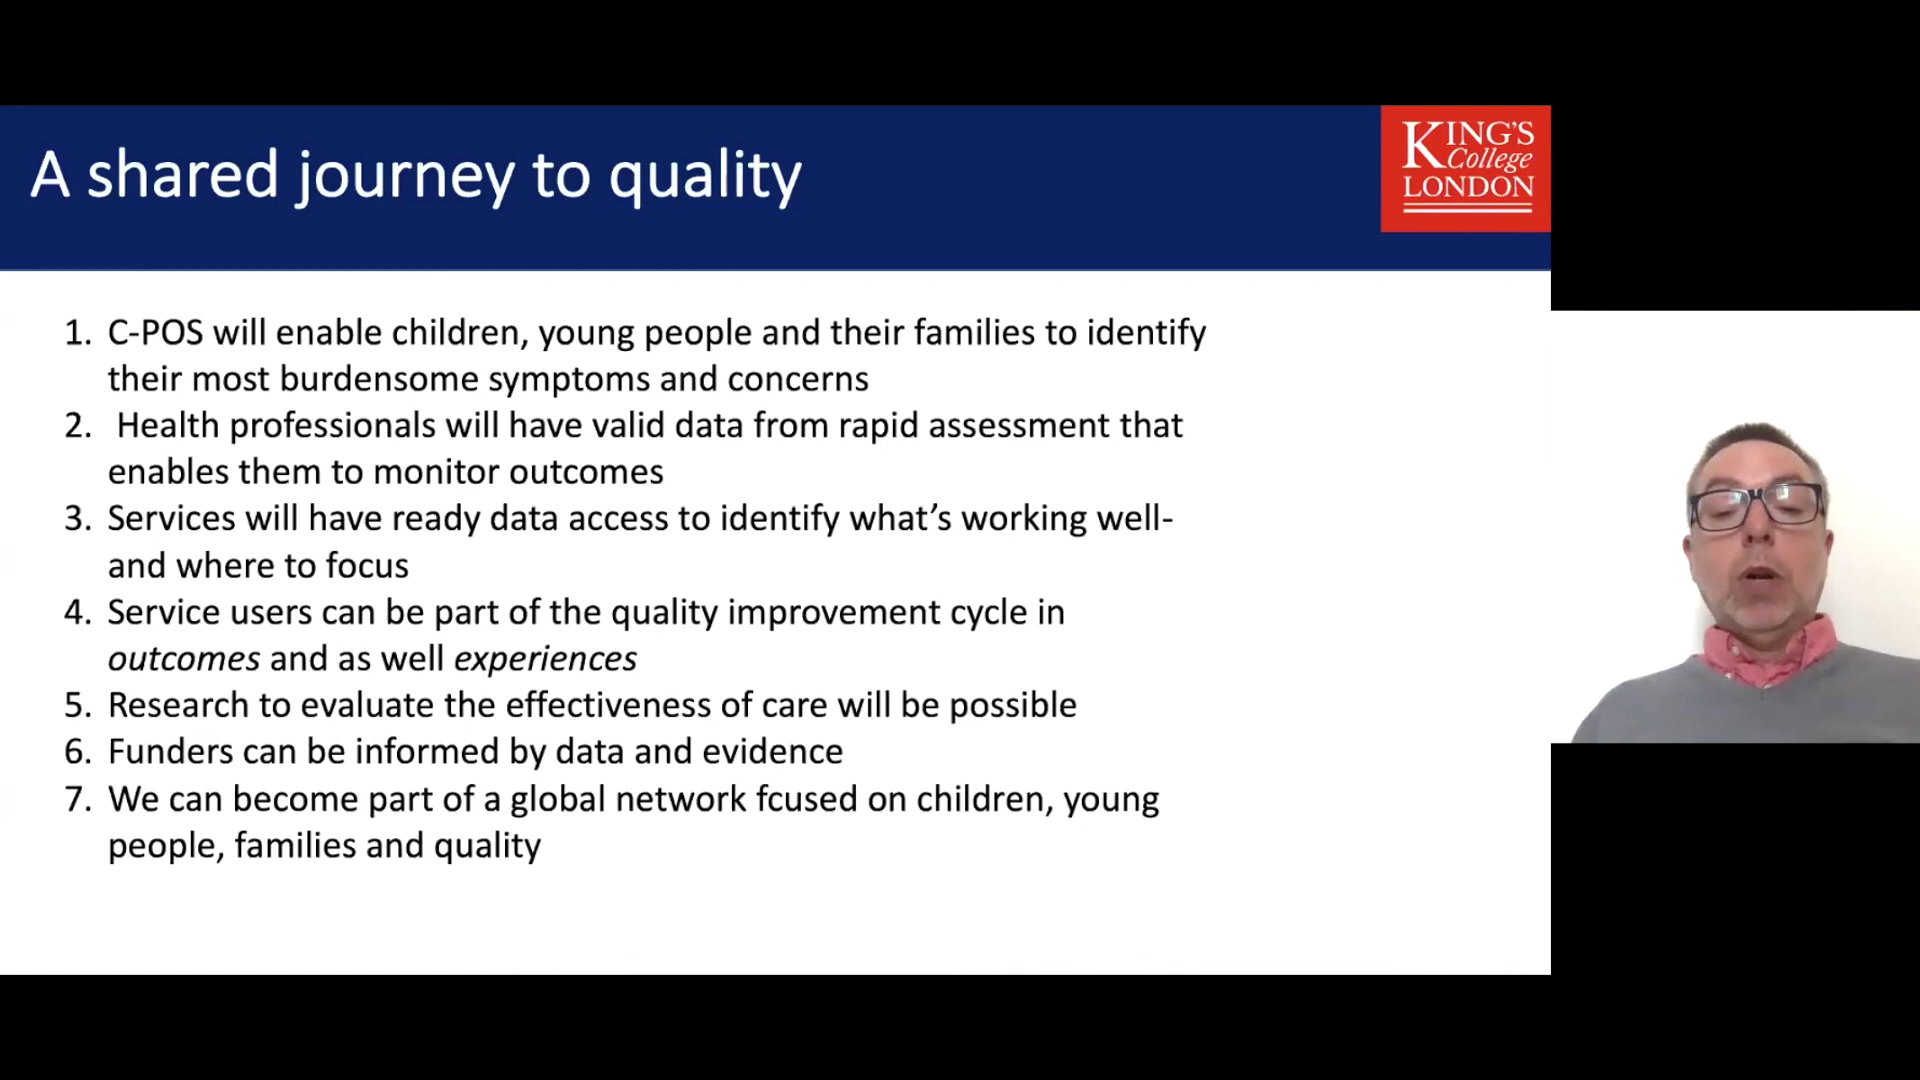 A shared journey to quality
KING'S
College
LONDON
1. C-POS will enable children, young people and their families to identify
their most burdensome symptoms and concerns
2. Health professionals will have valid data from rapid assessment that
enables them to monitor outcomes
3. Services will have ready data access to identify what’s working well-
and where to focus
4. Service users can be part of the quality improvement cycle in
outcomes and as well experiences
5. Research to evaluate the effectiveness of care will be possible
6. Funders can be informed by data and evidence
7. We can become part of a global network fcused on children, young
people, families and quality